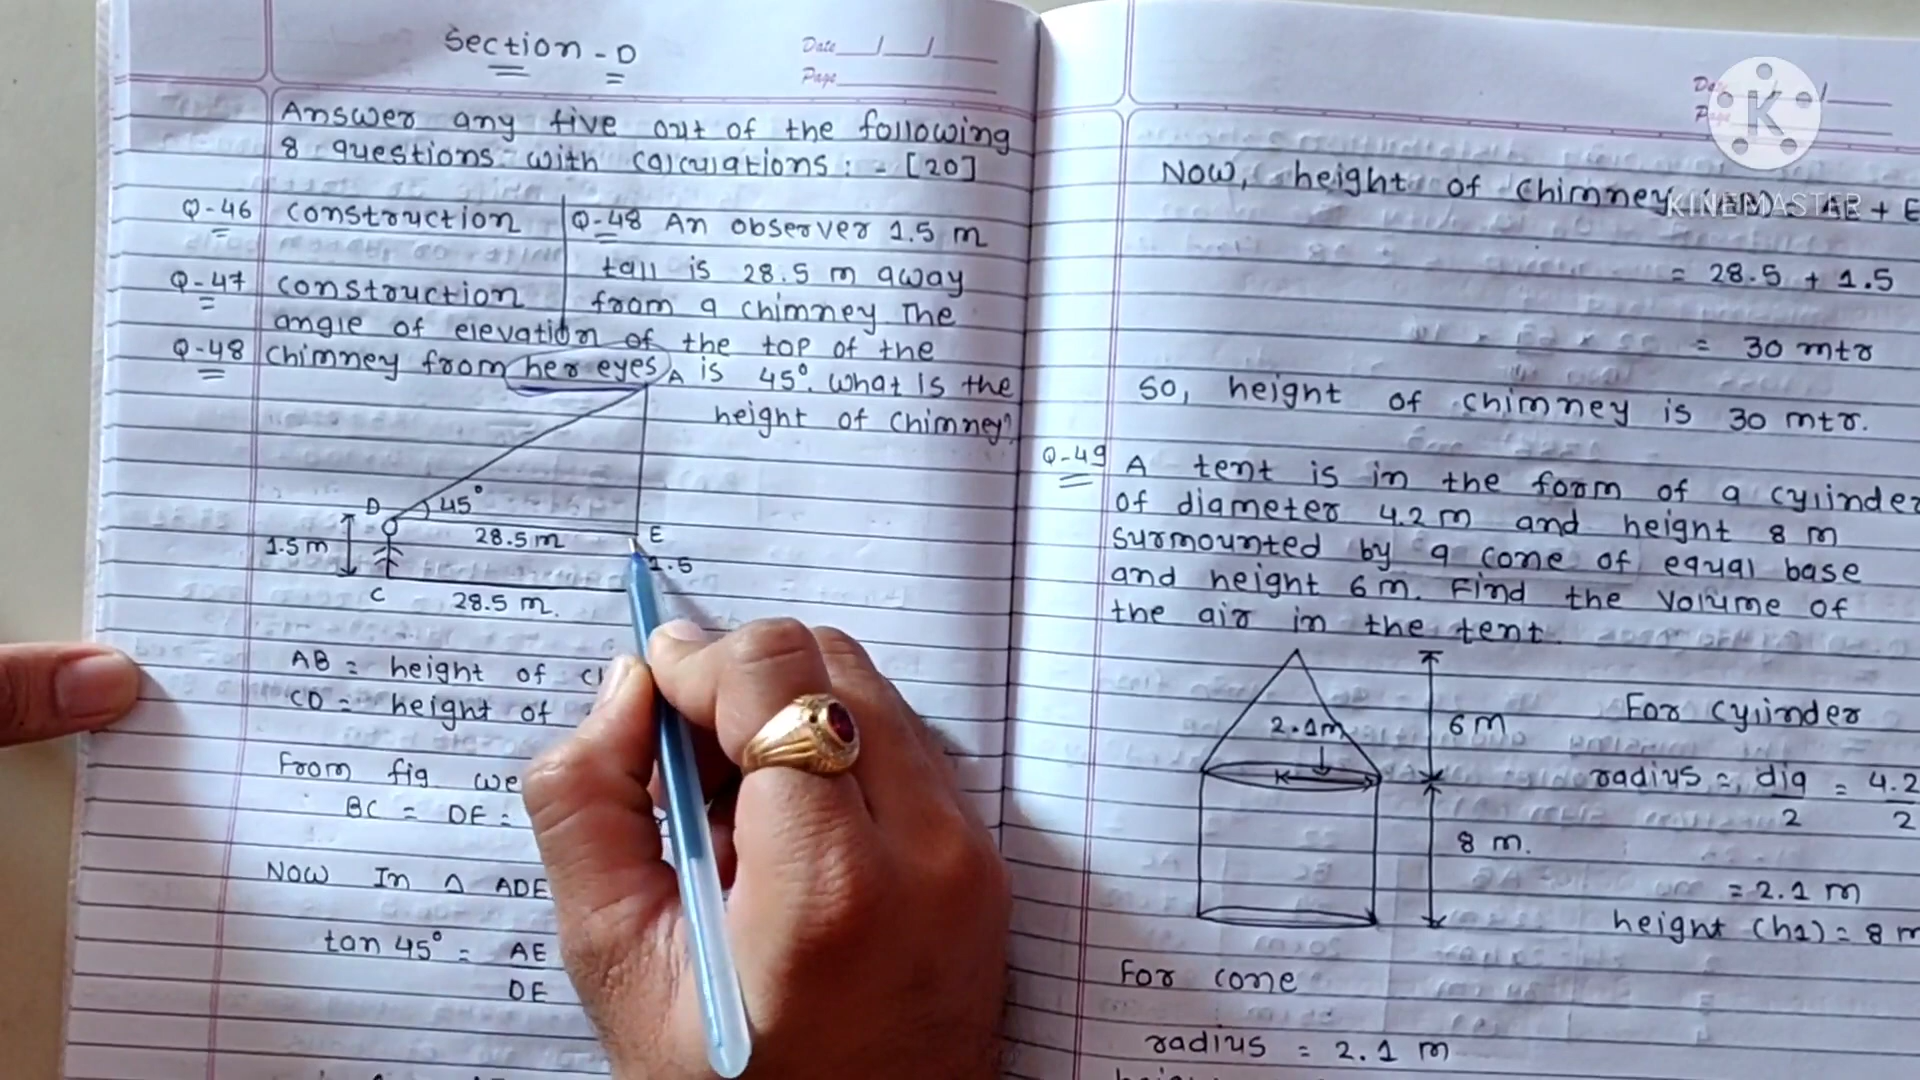 Section - D
Date
Page
Answer any five out of the following
8 questions with calculations : - [20]
Q-46 construction
Q-47 construction
Q-48 An observer 1.5 m
tall is 28.5 m away
from a chimney The
angle of elevation of the top of the
Q-48 chimney from her eyes is 45°. What is the
height of chimney?
A
D
45°
28.5 m
E
1.5 m
1.5
C
28.5 m.
AB = height of
CD = height of
From fig we
BC = DE =
Now In Δ ADE
tan 45° = AE
DE
KINEMASTER
Now, height of chimney AE + E
= 28.5 + 1.5
= 30 mtr
So, height of chimney is 30 mtr.
Q-49 A tent is in the form of a cylinder
of diameter 4.2 m and height 8 m
surmounted by a cone of equal base
and height 6 m. Find the volume of
the air in the tent.
2.1m
6 m
8 m.
For cylinder
radius = dia = 4.2
2 2
= 2.1 m
height (h1) = 8 m
For cone
radius = 2.1 m